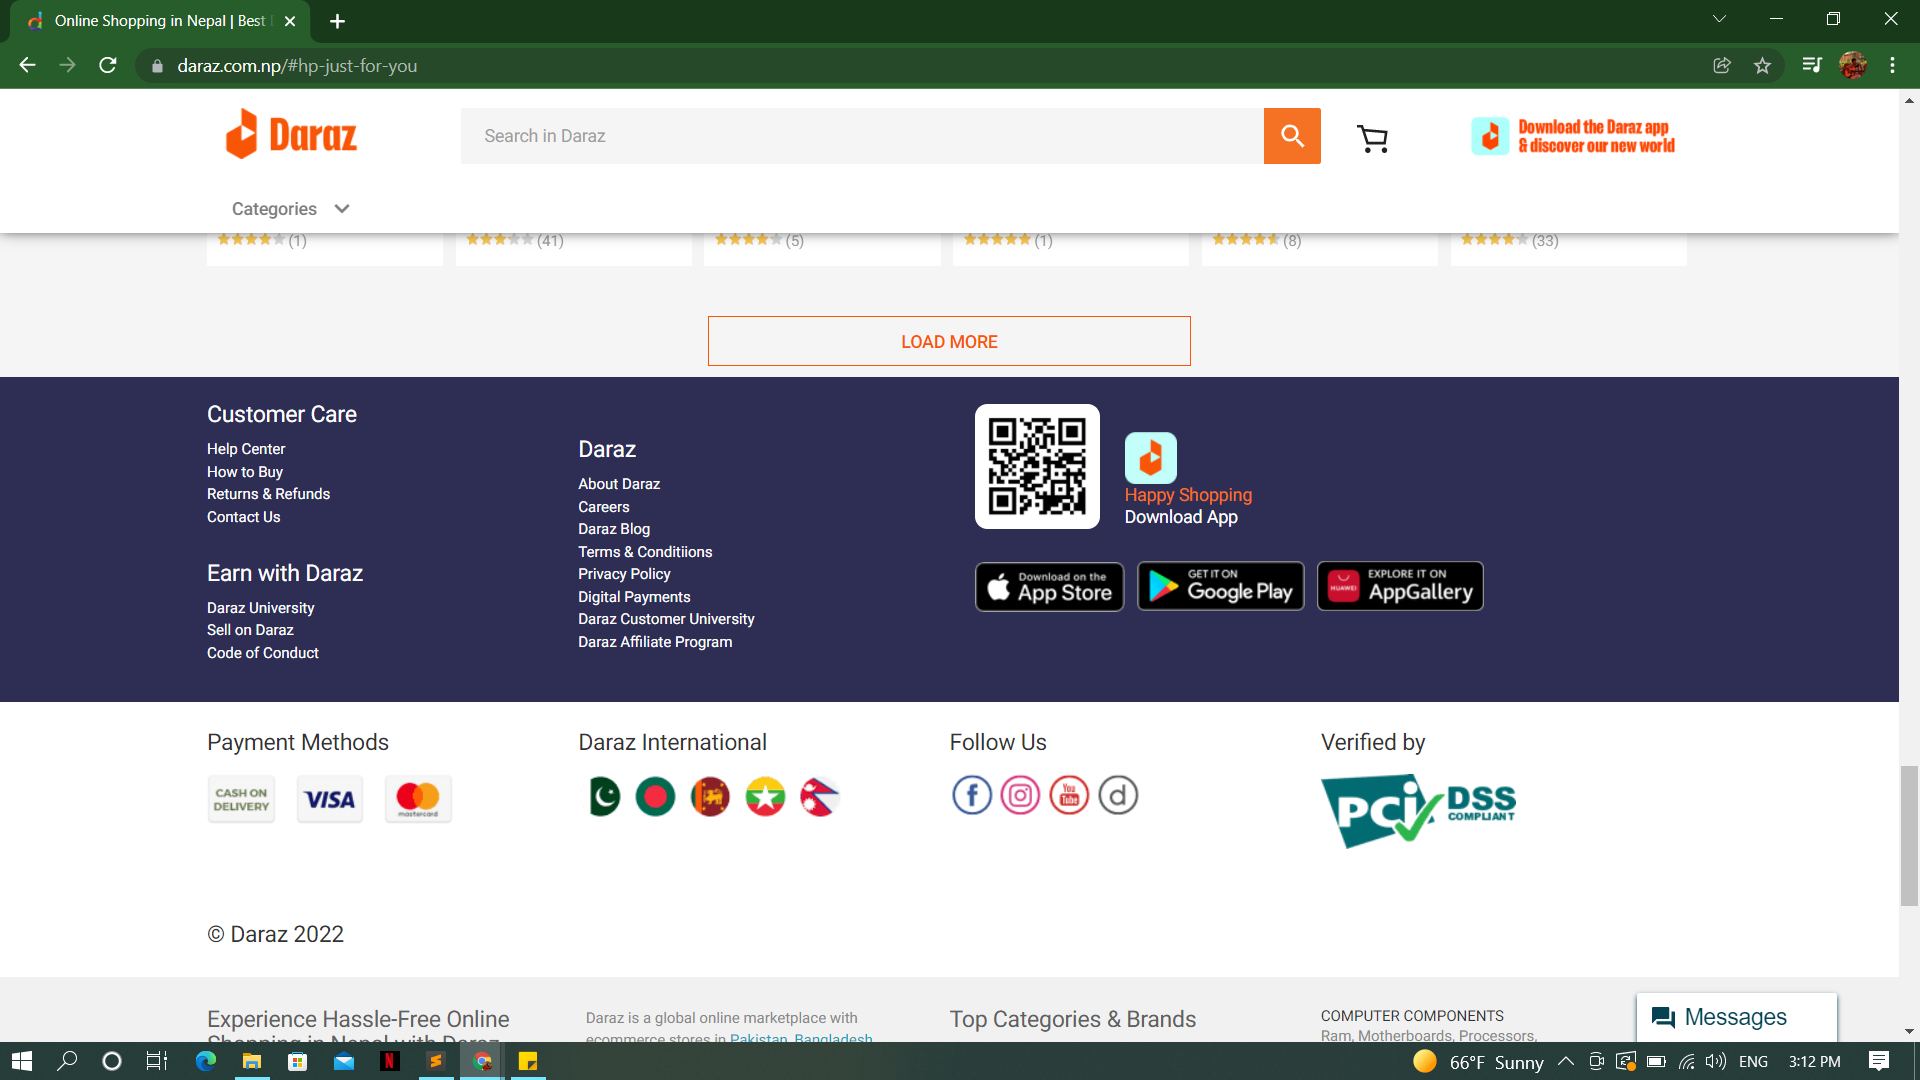 Online Shopping in Nepal | Best
daraz.com.np/#hp-just-for-you
Daraz
Search in Daraz
Download the Daraz app
& discover our new world
Categories
(1)
(41)
(5)
(1)
(8)
(33)
LOAD MORE
Customer Care
Help Center
How to Buy
Returns & Refunds
Contact Us
Earn with Daraz
Daraz University
Sell on Daraz
Code of Conduct
Daraz
About Daraz
Careers
Daraz Blog
Terms & Conditiions
Privacy Policy
Digital Payments
Daraz Customer University
Daraz Affiliate Program
Happy Shopping
Download App
Download on the
App Store
GET IT ON
Google Play
HUAWEI
EXPLORE IT ON
AppGallery
Payment Methods
CASH ON
DELIVERY
VISA
mastercard
Daraz International
Follow Us
You
Tube
d
Verified by
PCi DSS
COMPLIANT
© Daraz 2022
Experience Hassle-Free Online
Shopping in Nepal with Daraz
Daraz is a global online marketplace with
ecommerce stores in Pakistan, Bangladesh
Top Categories & Brands
COMPUTER COMPONENTS
Ram, Motherboards, Processors,
Messages
66°F Sunny
ENG
3:12 PM